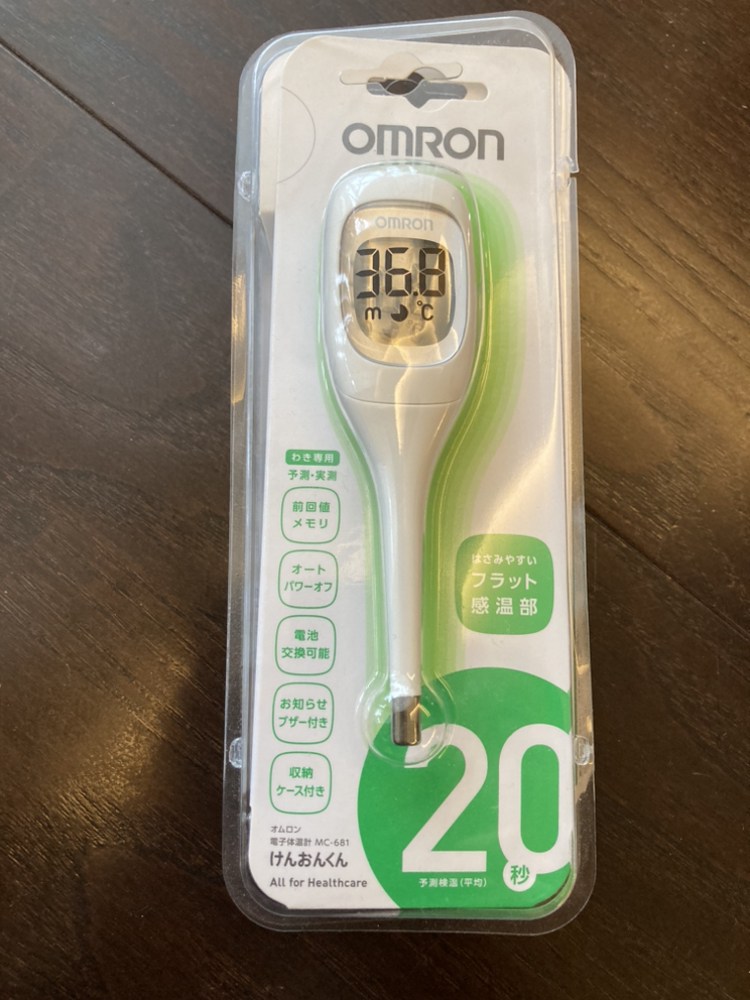 OMRON
OMRON
36.8
m ℃
わき専用
予測・実測
前回値
メモリ
オート
パワーオフ
電池
交換可能
お知らせ
ブザー付き
収納
ケース付き
はさみやすい
フラット
感温部
20
秒
予測検温(平均)
オムロン
電子体温計 MC-681
けんおんくん
All for Healthcare